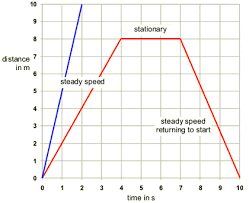 10
9
8
7
6
5
4
3
2
1
0
distance
in m
stationary
steady speed
steady speed
returning to start
0 1 2 3 4 5 6 7 8 9 10
time in s